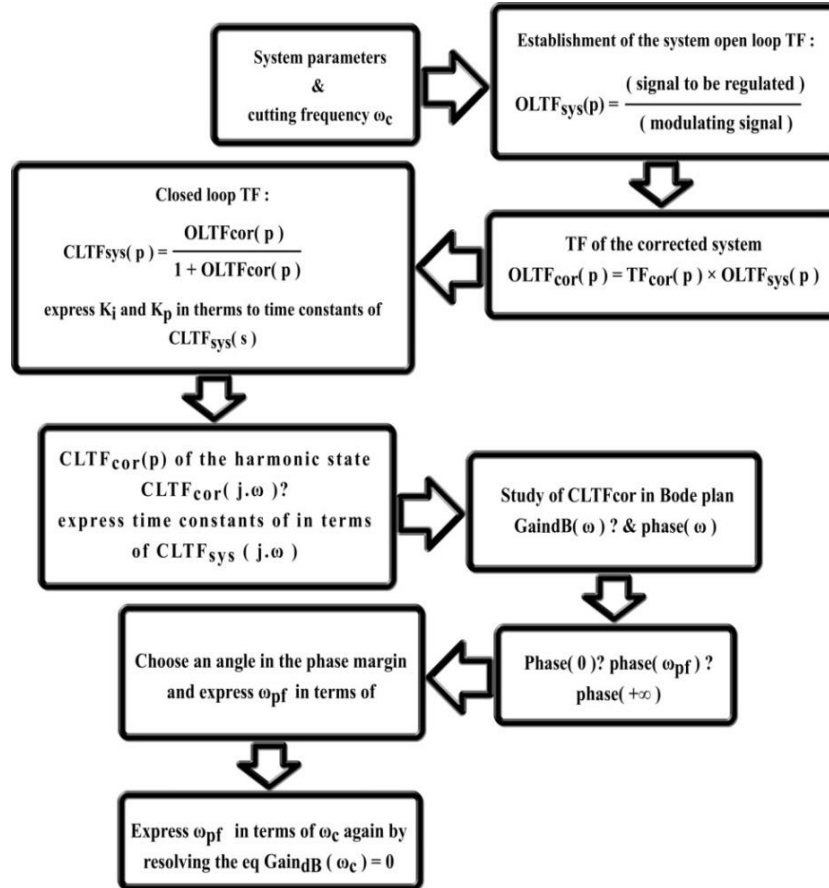 System parameters
&
cutting frequency ωc
Establishment of the system open loop TF :
OLTFsys(p) = ( signal to be regulated ) / ( modulating signal )
Closed loop TF :
CLTFsys( p ) = OLTFcor( p ) / 1 + OLTFcor( p )
express Ki and Kp in therms to time constants of
CLTFsys( s )
TF of the corrected system
OLTFcor( p ) = TFcor( p ) × OLTFsys( p )
CLTFcor(p) of the harmonic state
CLTFcor( j.ω )?
express time constants of in terms
of CLTFsys ( j.ω )
Study of CLTFcor in Bode plan
GaindB( ω ) ? & phase( ω )
Choose an angle in the phase margin
and express ωpf in terms of
Phase( 0 )? phase( ωpf ) ?
phase( +∞ )
Express ωpf in terms of ωc again by
resolving the eq GaindB ( ωc ) = 0